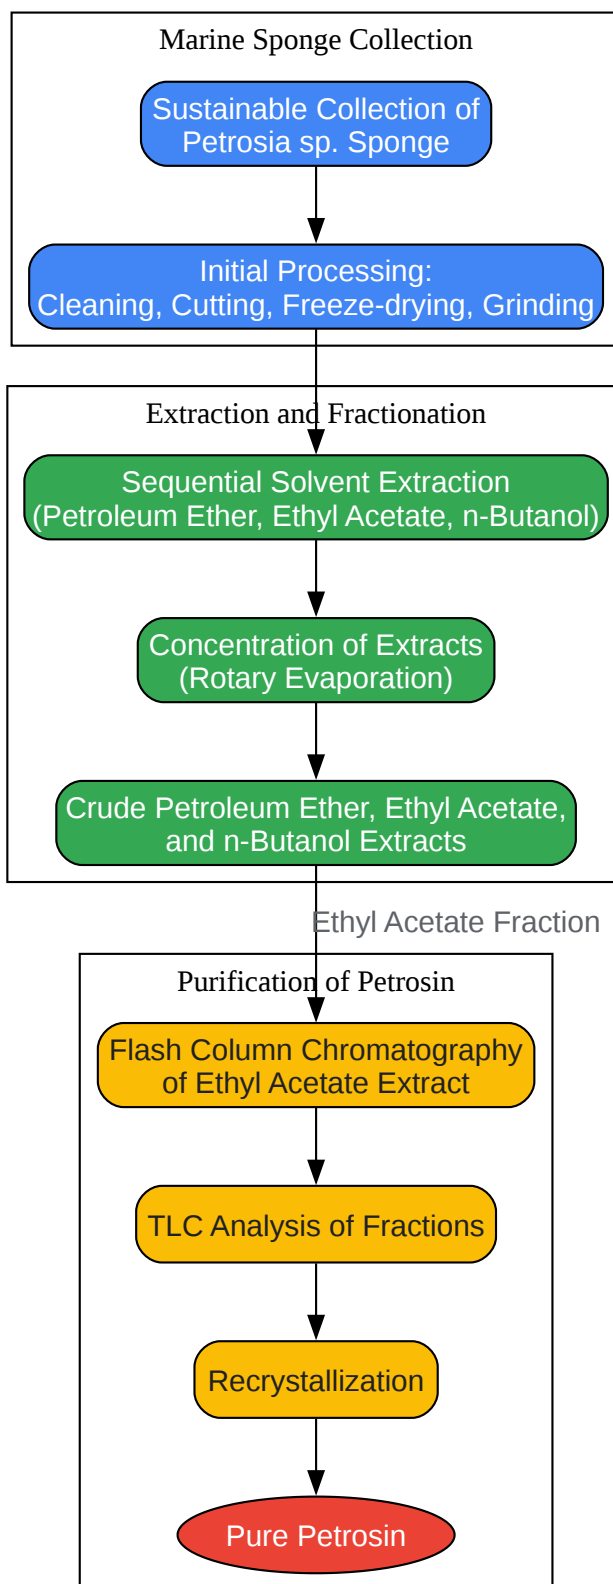 Marine Sponge Collection
Sustainable Collection of
Petrosia sp. Sponge
Initial Processing:
Cleaning, Cutting, Freeze-drying, Grinding
Extraction and Fractionation
Sequential Solvent Extraction
(Petroleum Ether, Ethyl Acetate, n-Butanol)
Concentration of Extracts
(Rotary Evaporation)
Crude Petroleum Ether, Ethyl Acetate,
and n-Butanol Extracts
Ethyl Acetate Fraction
Purification of Petrosin
Flash Column Chromatography
of Ethyl Acetate Extract
TLC Analysis of Fractions
Recrystallization
Pure Petrosin